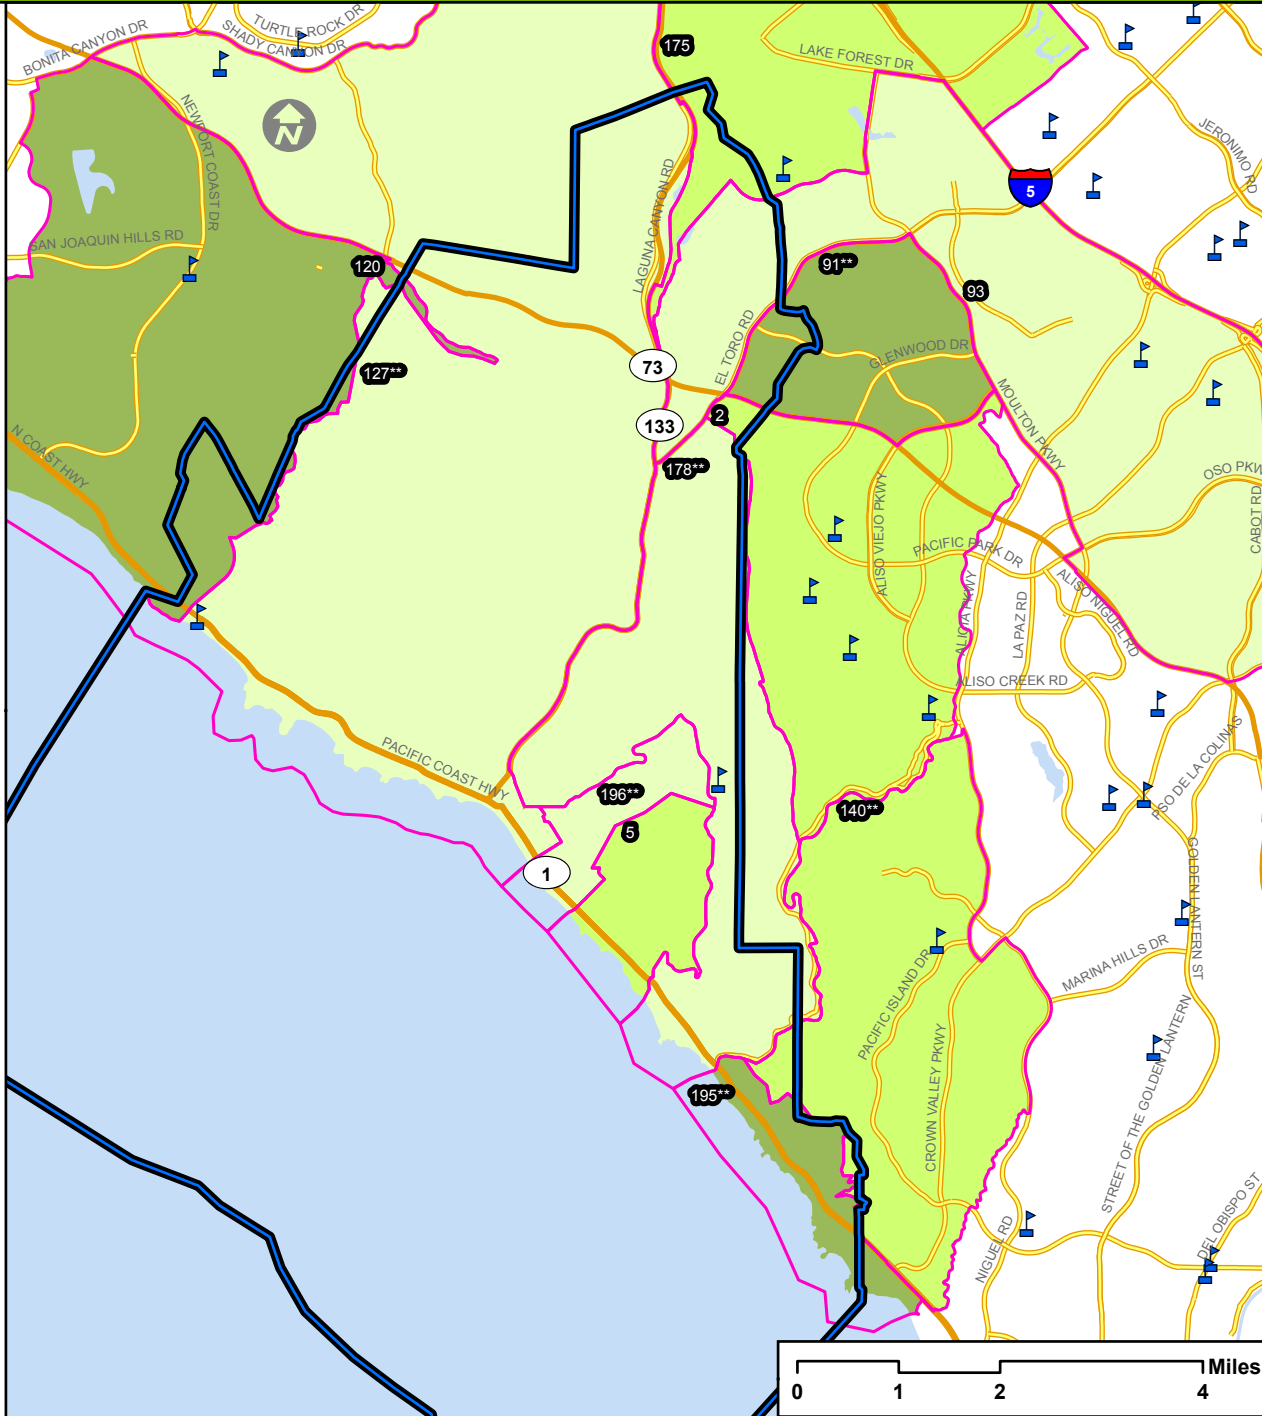 TURTLE ROCK DR
BONITA CANYON DR
SHADY CANYON DR
175
LAKE FOREST DR
N
NEWPORT COAST DR
JERONIMO RD
5
LAGUNA CANYON RD
SAN JOAQUIN HILLS RD
120
91**
93
EL TORO RD
GLENWOOD DR
73
127**
MOULTON PKWY
2
133
N COAST HWY
178**
OSO PKW
CABOT RD
ALISO VIEJO PKWY
PACIFIC PARK DR
ALISO NIGUEL RD
ALICIA PKWY
LA PAZ RD
ALISO CREEK RD
PACIFIC COAST HWY
PSO DE LA COLINAS
196**
140**
5
GOLDEN LANTERN ST
1
MARINA HILLS DR
PACIFIC ISLAND DR
CROWN VALLEY PKWY
STREET OF THE GOLDEN LANTERN
195**
DEL OBISPO ST
NIGUEL RD
Miles
0 1 2 4